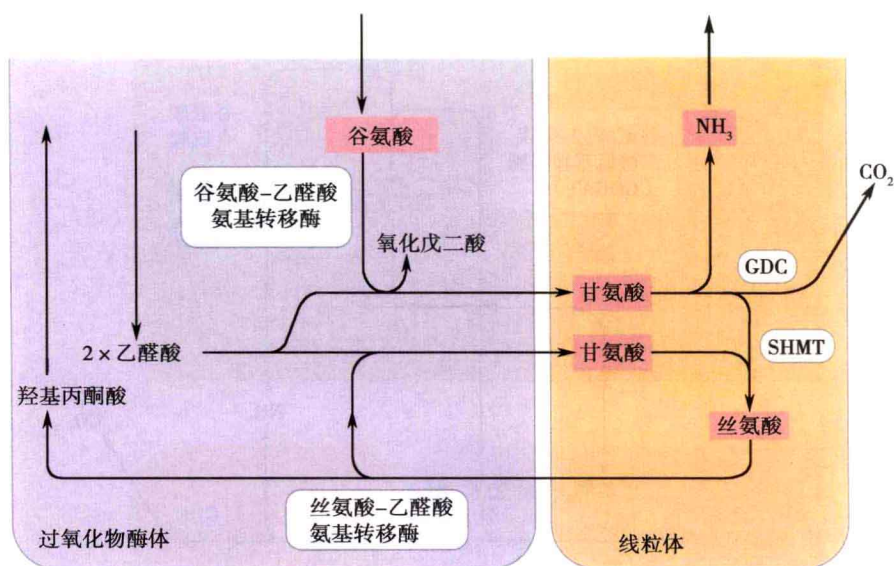 谷氨酸
NH₃
CO₂
谷氨酸–乙醛酸
氨基转移酶
氧化戊二酸
GDC
甘氨酸
2 × 乙醛酸
甘氨酸
SHMT
羟基丙酮酸
丝氨酸
丝氨酸–乙醛酸
氨基转移酶
过氧化物酶体
线粒体